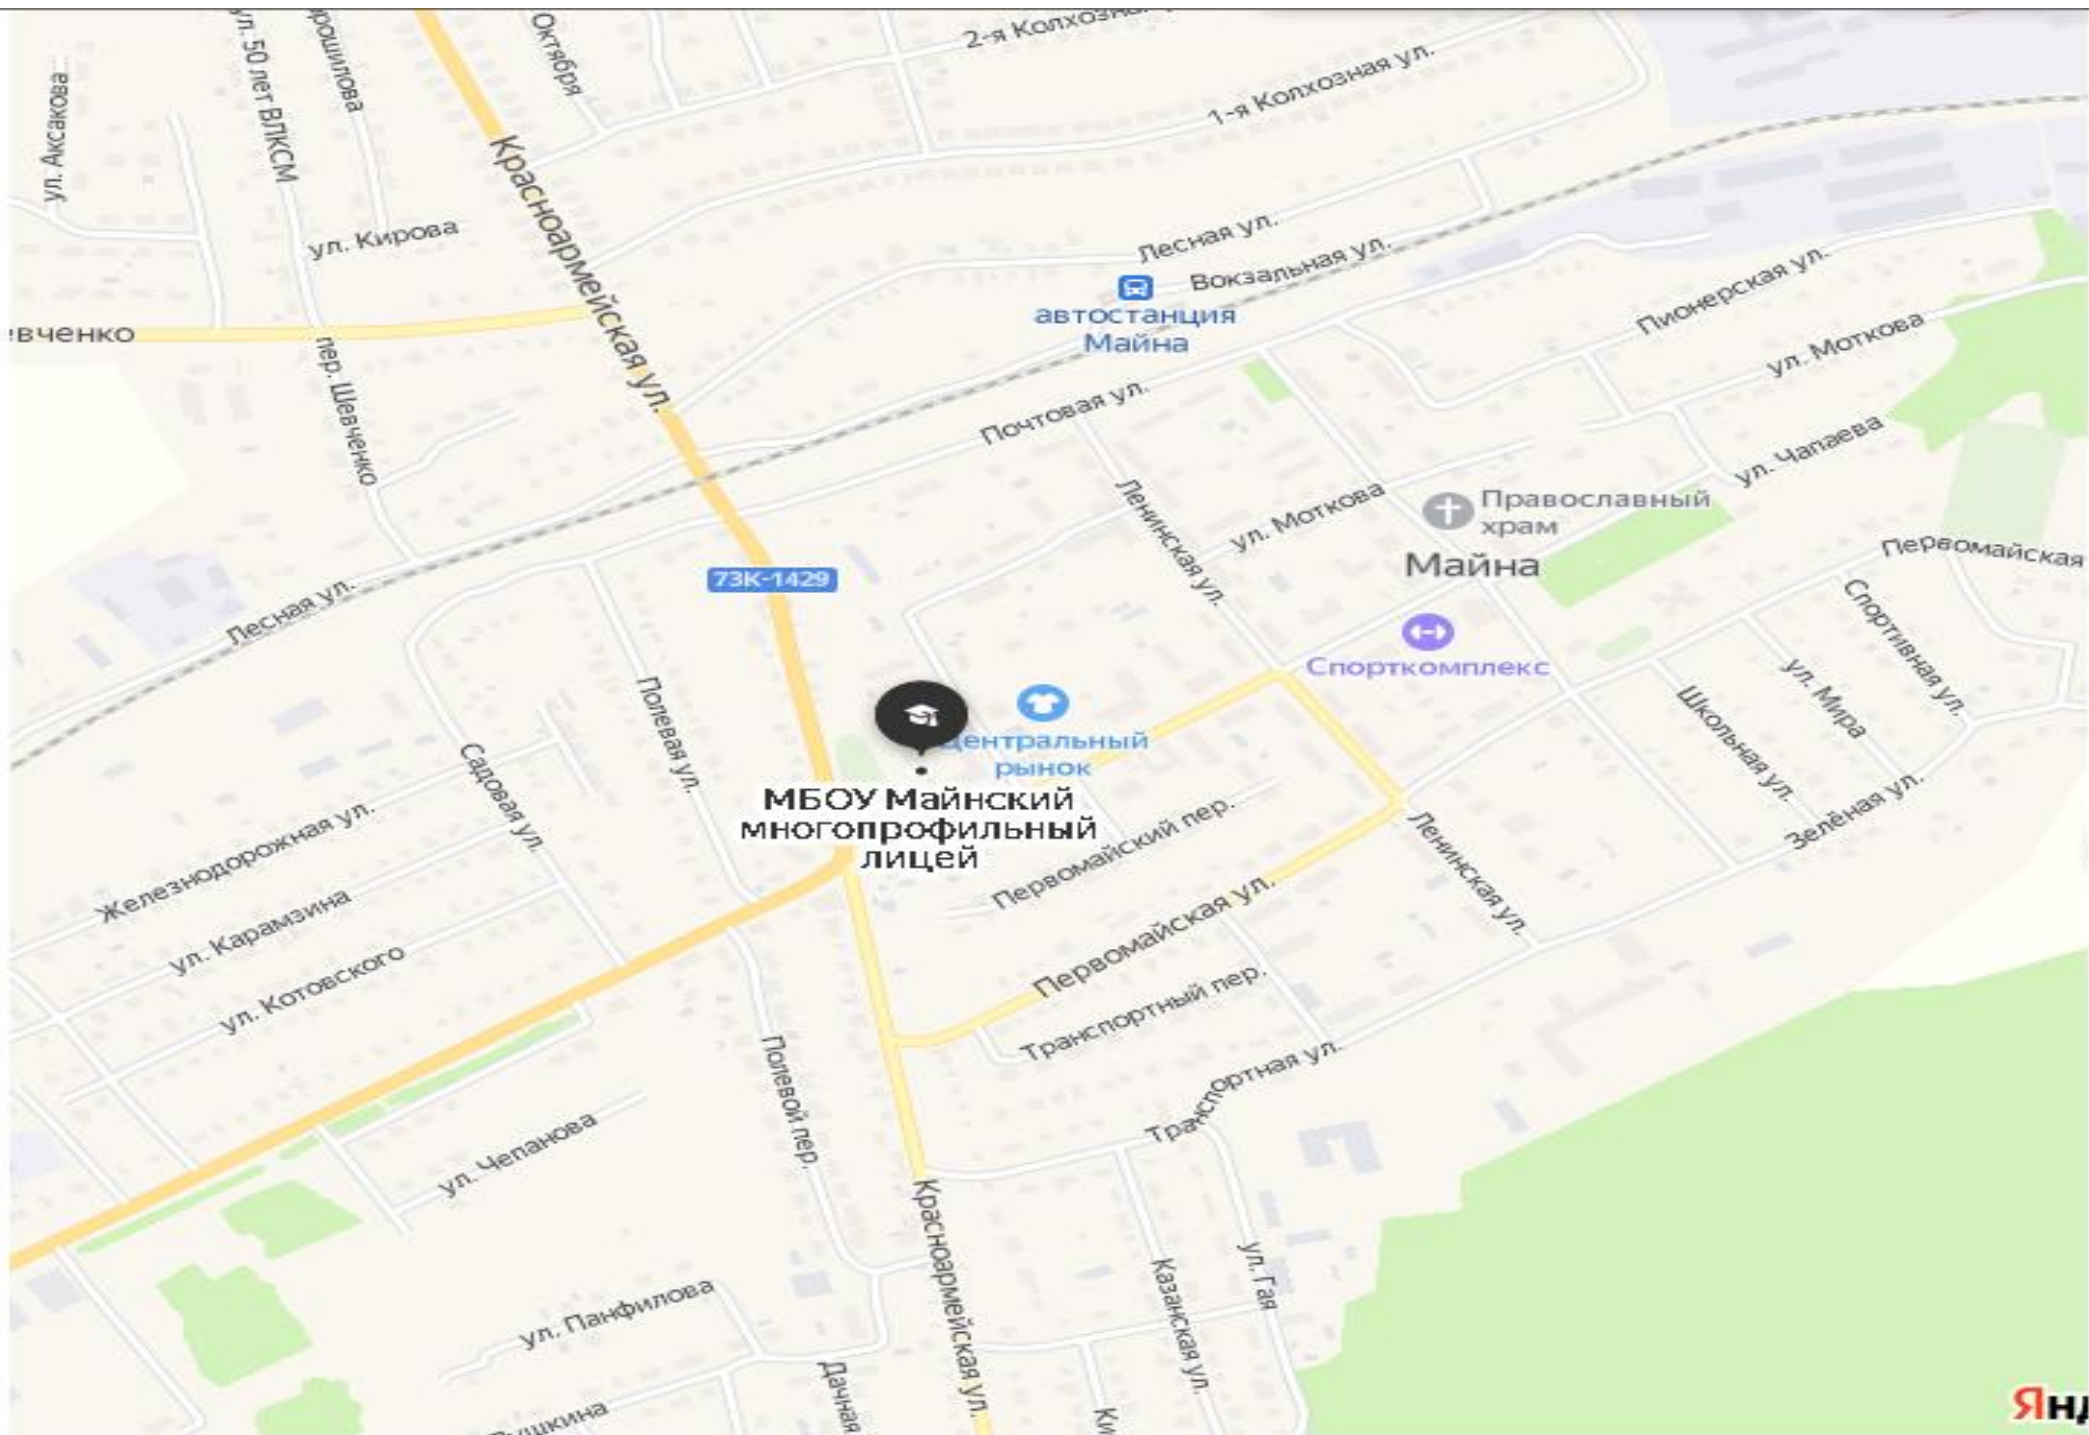 2-я Колхозная
1-я Колхозная ул.
Октября
ул. 50 лет ВЛКСМ
ул. Аксакова
Красноармейская ул.
ул. Кирова
Лесная ул.
Вокзальная ул.
автостанция
Майна
пер. Шевченко
Пионерская ул.
ул. Моткова
Почтовая ул.
ул. Чапаева
Ленинская ул.
ул. Моткова
Православный
храм
Майна
Первомайская
73К-1429
Лесная ул.
Спорткомплекс
Спортивная ул.
ул. Мира
Школьная ул.
Полевая ул.
Садовая ул.
Центральный
рынок
МБОУ Майнский
многопрофильный
лицей
Первомайский пер.
Ленинская ул.
Зелёная ул.
Железнодорожная ул.
ул. Карамзина
ул. Котовского
Первомайская ул.
Транспортный пер.
Транспортная ул.
Полевой пер.
ул. Чепанова
Красноармейская ул.
Казанская ул.
ул. Гая
ул. Панфилова
Дачная